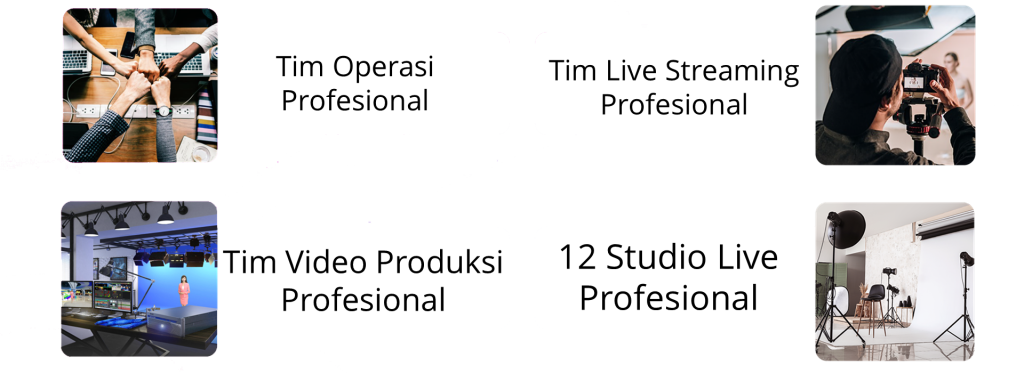 Tim Operasi
Profesional
Tim Live Streaming
Profesional
Tim Video Produksi
Profesional
12 Studio Live
Profesional